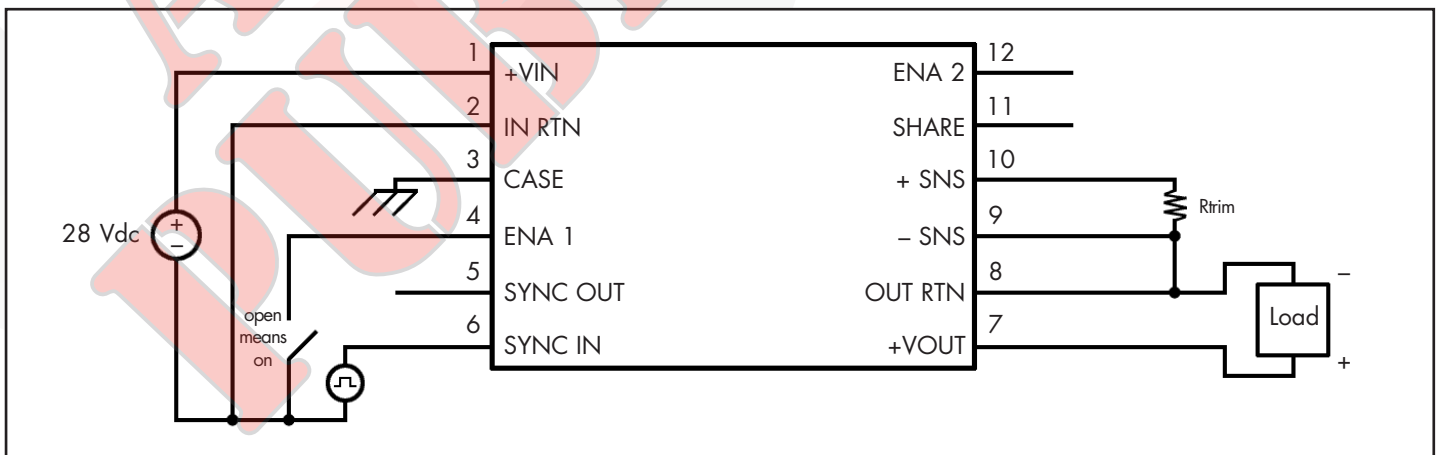 1
+VIN
ENA 2
12
2
IN RTN
SHARE
11
3
CASE
+ SNS
10
Rtrim
28 Vdc
+
−
4
ENA 1
− SNS
9
5
SYNC OUT
OUT RTN
8
−
open
means
on
Load
6
SYNC IN
+VOUT
7
+